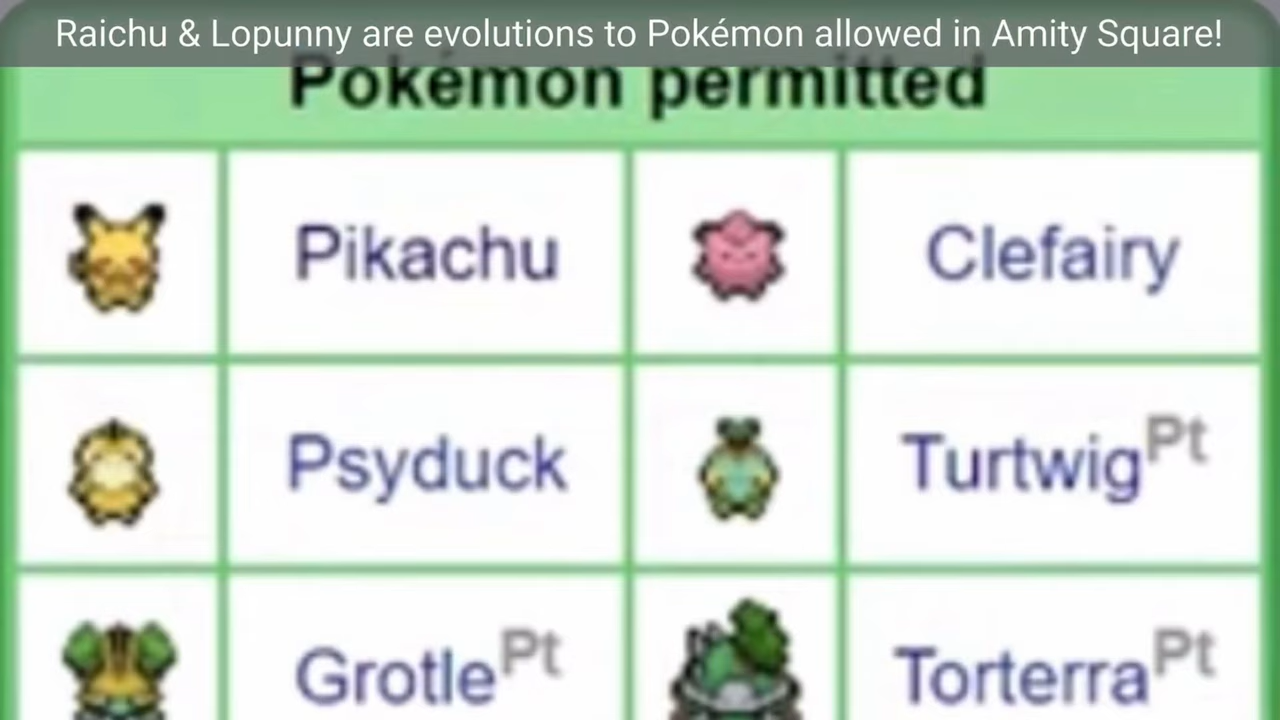 Raichu & Lopunny are evolutions to Pokémon allowed in Amity Square!
Pokémon permitted
Pikachu Clefairy
Psyduck TurtwigPt
GrotlePt TorterraPt